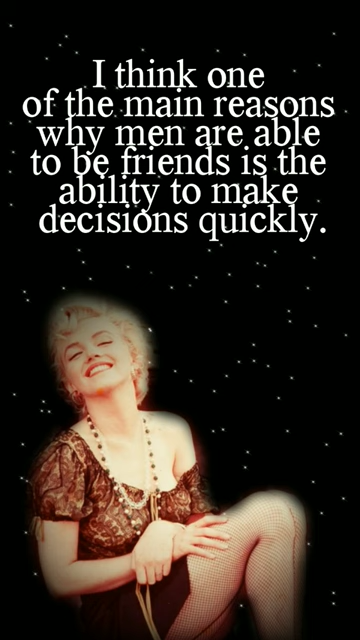 I think one
of the main reasons
why men are able
to be friends is the
ability to make
decisions quickly.